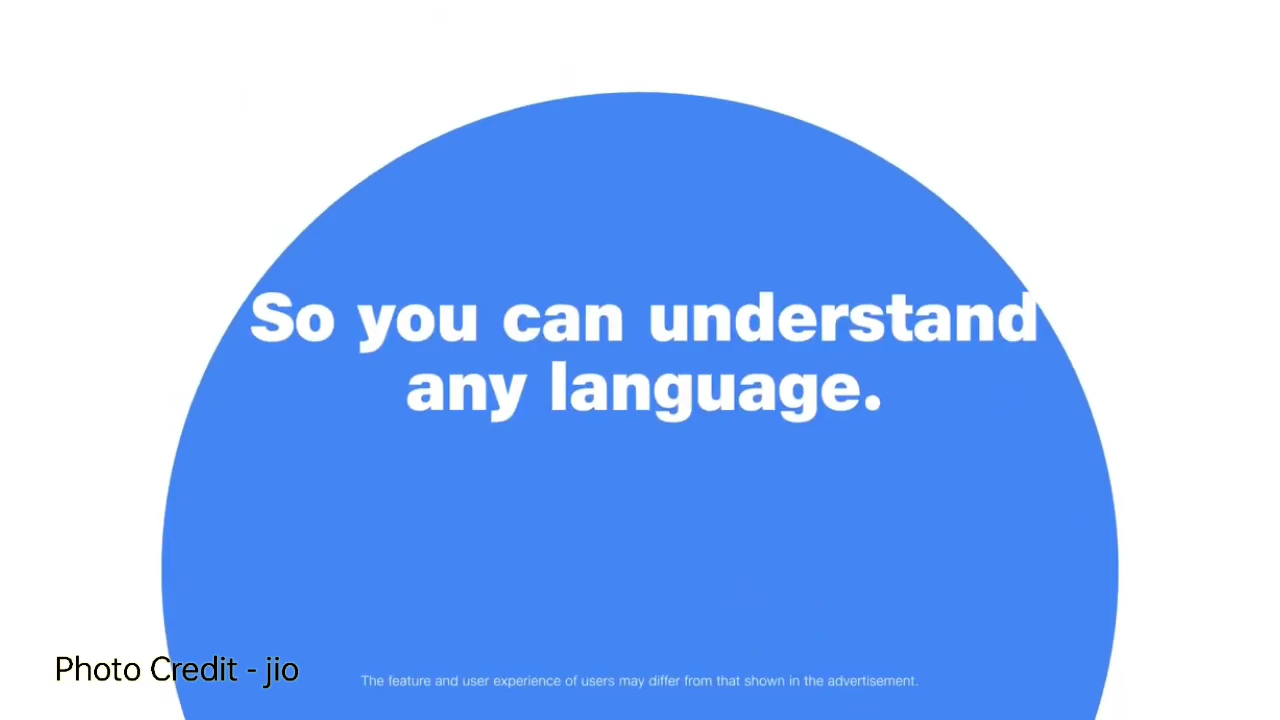 So you can understand
any language.
Photo Credit - jio
The feature and user experience of users may differ from that shown in the advertisement.